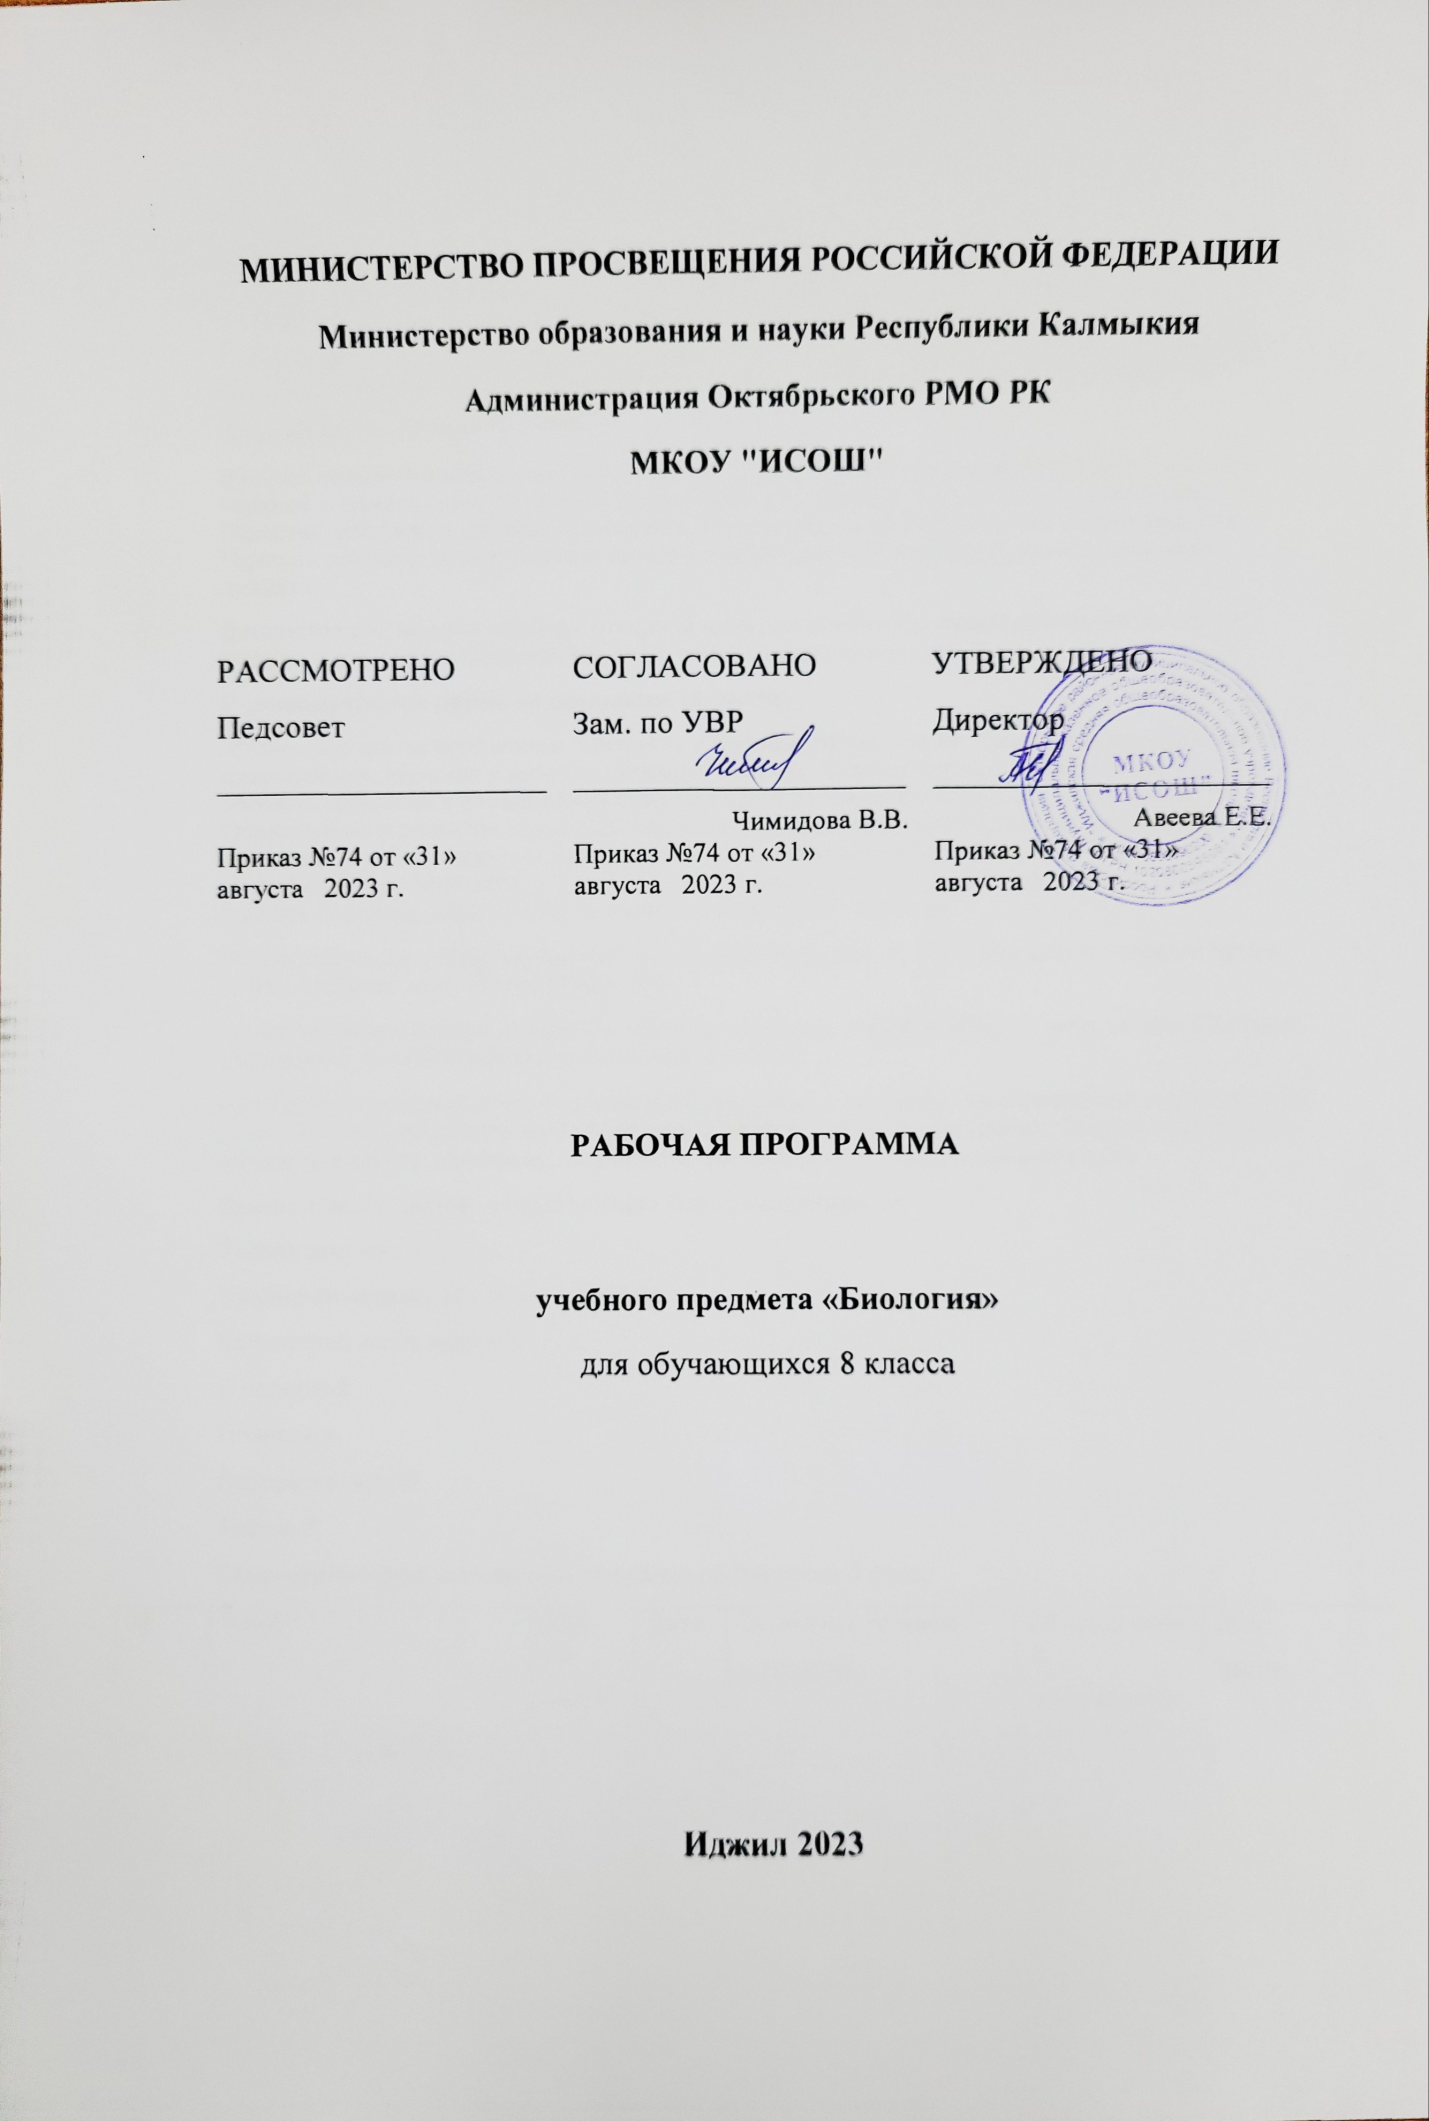 МИНИСТЕРСТВО ПРОСВЕЩЕНИЯ РОССИЙСКОЙ ФЕДЕРАЦИИ
Министерство образования и науки Республики Калмыкия
Администрация Октябрьского РМО РК
МКОУ "ИСОШ"
РАССМОТРЕНО
Педсовет
Приказ №74 от «31»
августа 2023 г.
СОГЛАСОВАНО
Зам. по УВР
Чимидова В.В.
Приказ №74 от «31»
августа 2023 г.
УТВЕРЖДЕНО
Директор
Авеева Е.Е.
Приказ №74 от «31»
августа 2023 г.
МКОУ
"ИСОШ"
РАБОЧАЯ ПРОГРАММА
учебного предмета «Биология»
для обучающихся 8 класса
Иджил 2023